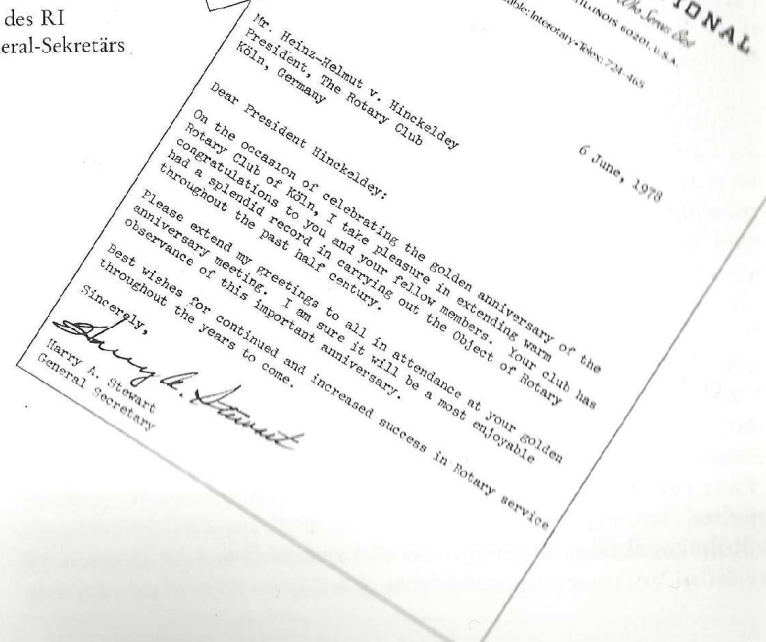 des RI
eral-Sekretärs
IONAL
Who Serves Best
ILLINOIS 60201, U.S.A.
ble: Interotary • Telex: 724-465
6 June, 1978
Mr. Heinz-Helmut v. Hinckeldey
President, The Rotary Club
Köln, Germany
Dear President Hinckeldey:
On the occasion of celebrating the golden anniversary of the
Rotary Club of Köln, I take pleasure in extending warm
congratulations to you and your fellow members. Your club has
had a splendid record in carrying out the Object of Rotary
throughout the past half century.
Please extend my greetings to all in attendance at your golden
anniversary meeting. I am sure it will be a most enjoyable
observance of this important anniversary.
Best wishes for continued and increased success in Rotary service
throughout the years to come.
Sincerely,
Harry A. Stewart
Harry A. Stewart
General Secretary